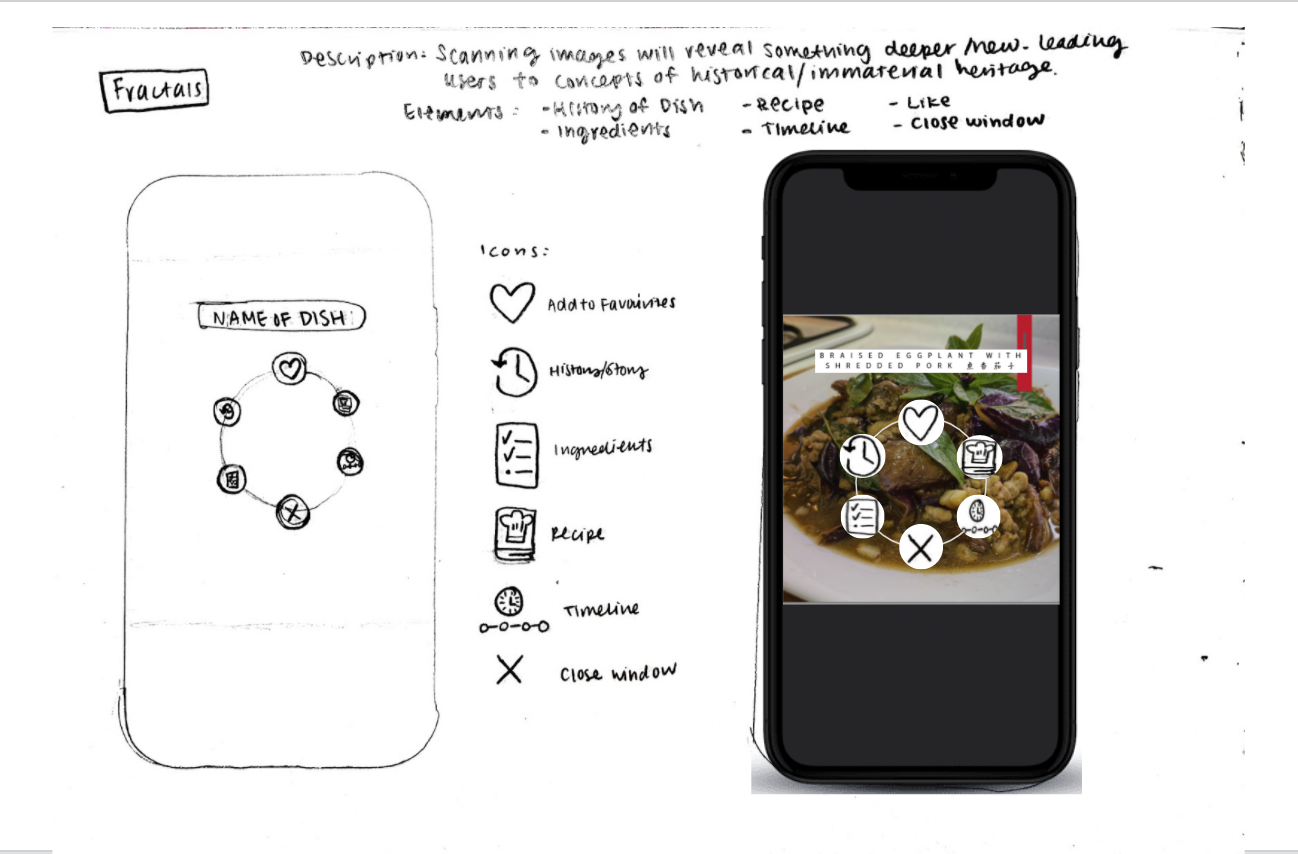 Fractals
Description: Scanning images will reveal something deeper/new - leading
users to concepts of historical/immaterial heritage.
Elements: - History of Dish - Recipe - Like
- Ingredients - Timeline - Close window
NAME OF DISH
Icons:
Add to Favourites
History/Story
Ingredients
Recipe
Timeline
Close window
BRAISED EGGPLANT WITH
SHREDDED PORK 鱼香茄子